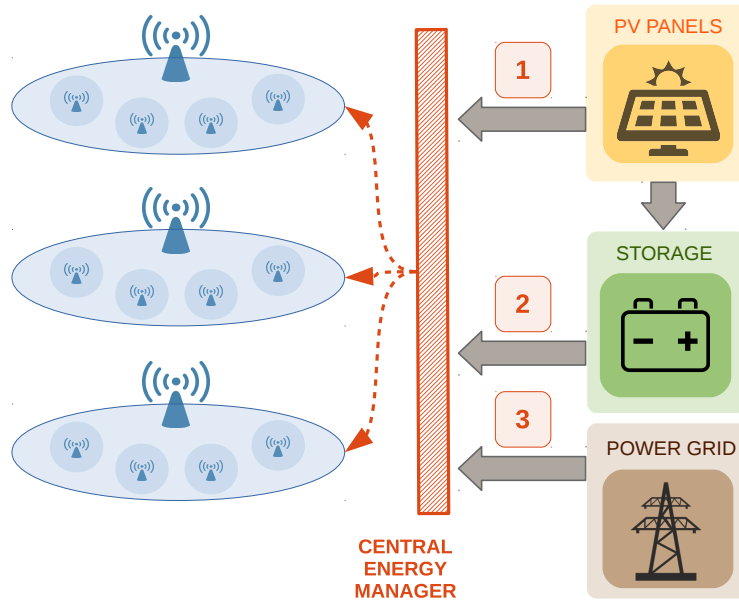 PV PANELS
1
STORAGE
2
3
POWER GRID
CENTRAL
ENERGY
MANAGER